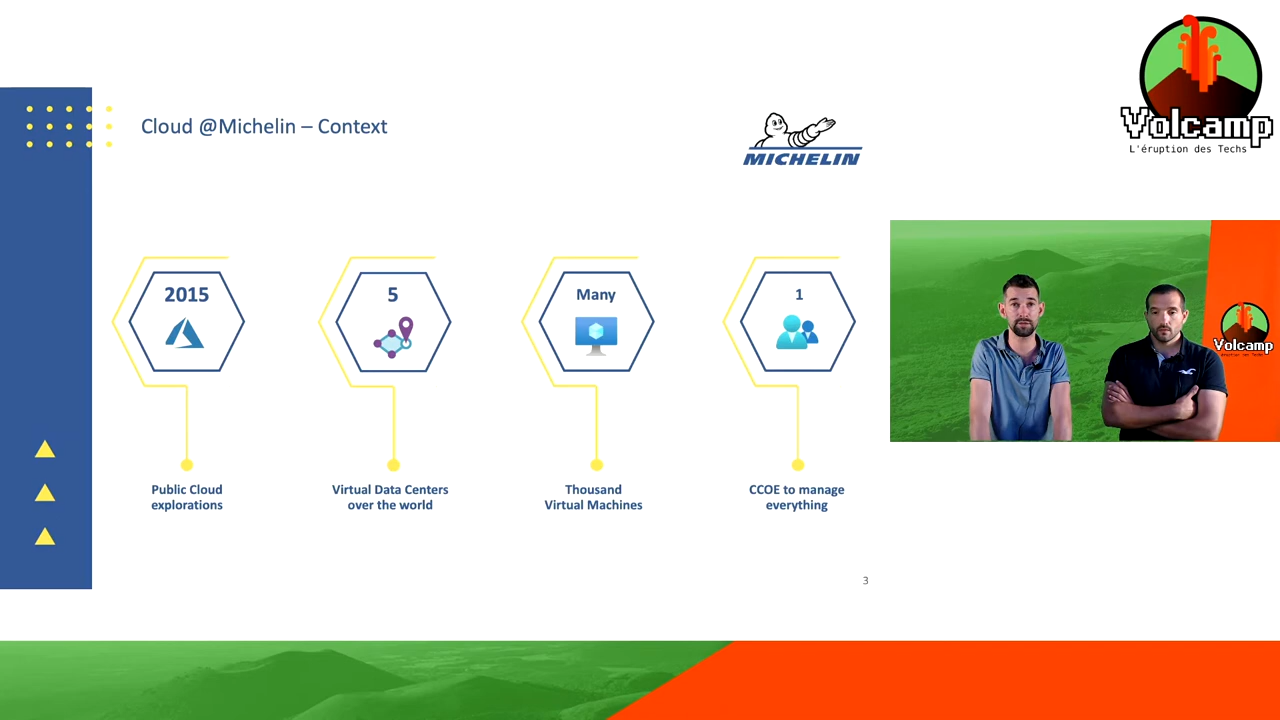 Cloud @Michelin – Context
MICHELIN
Volcamp
L'éruption des Techs
2015
5
Many
1
Volcamp
Public Cloud
explorations
Virtual Data Centers
over the world
Thousand
Virtual Machines
CCOE to manage
everything
3